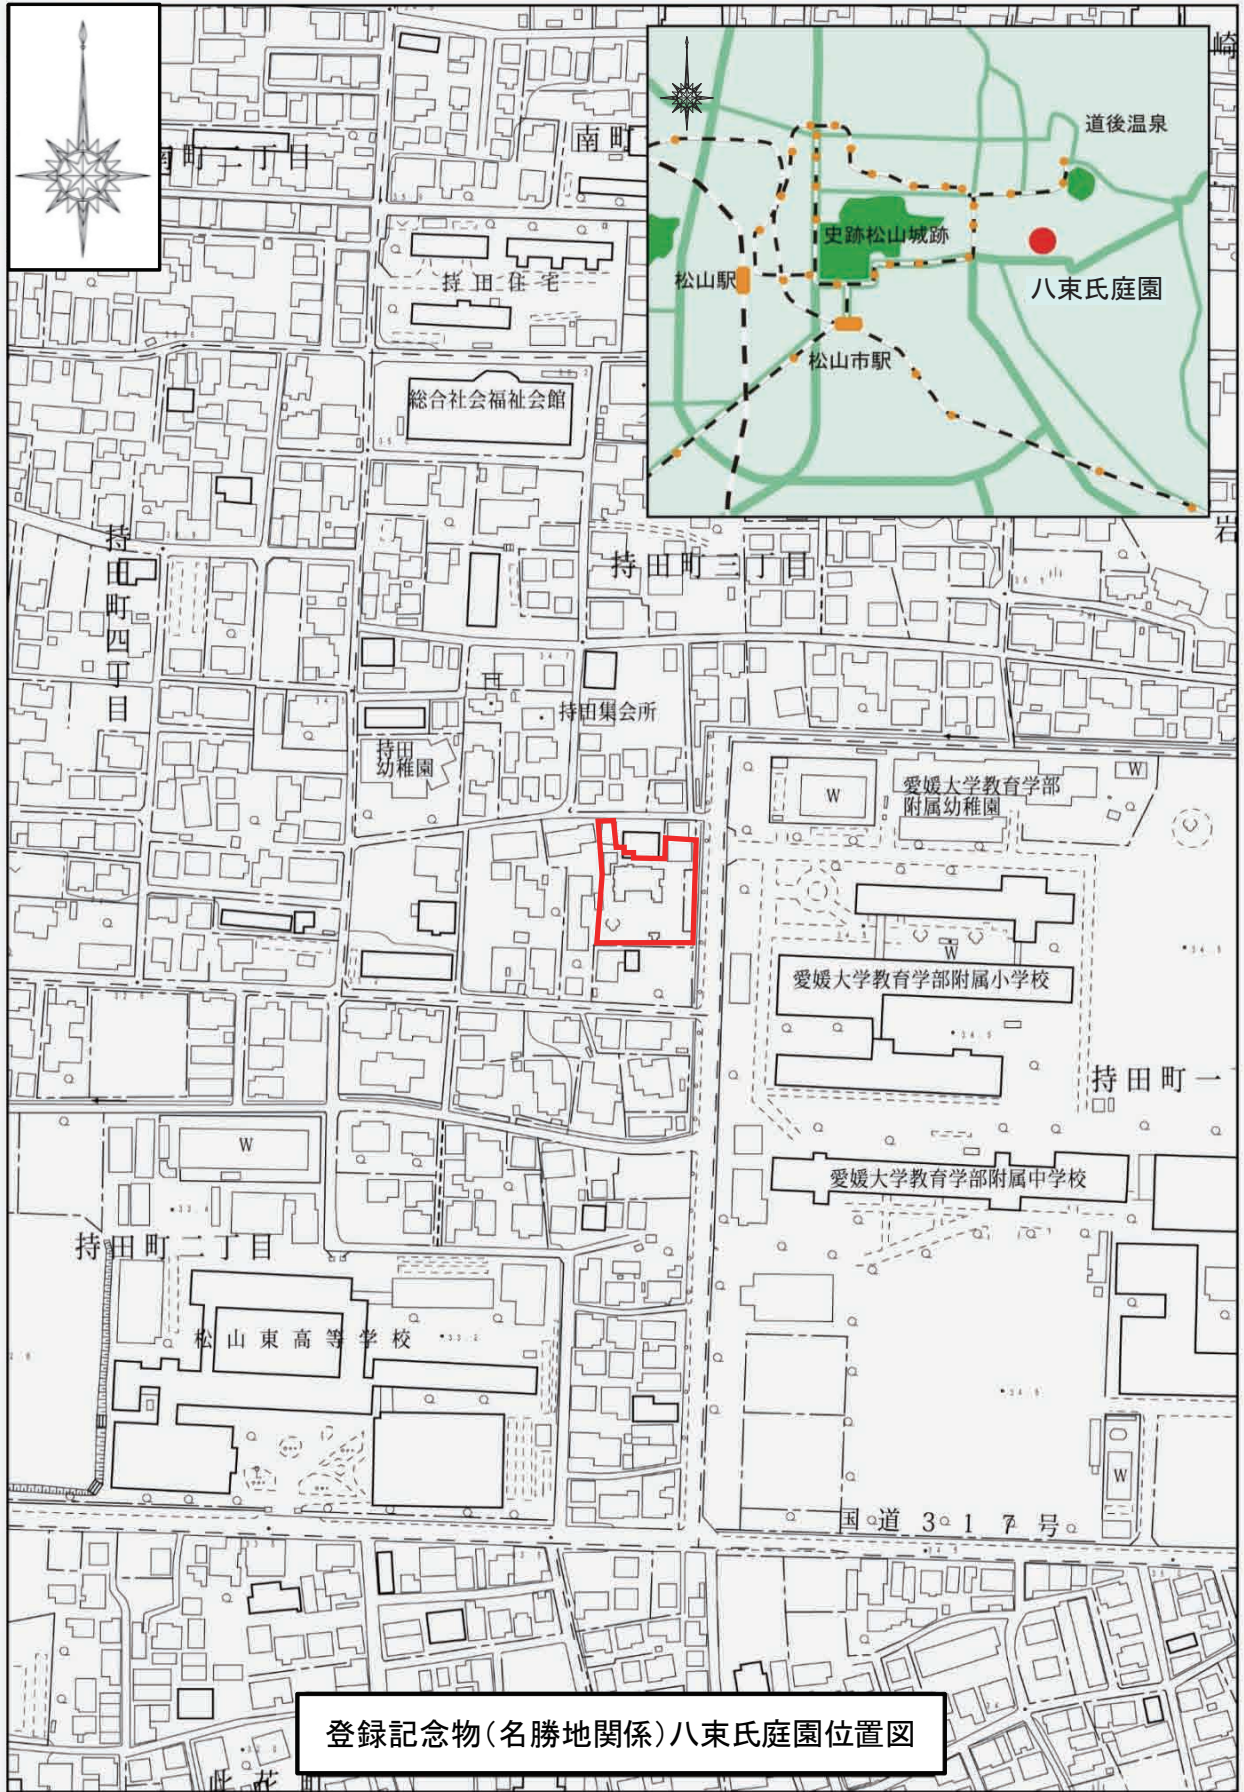 南町二丁目
南町
崎
道後温泉
史跡松山城跡
松山駅
八束氏庭園
松山市駅
持田住宅
総合社会福祉会館
岩
持田町四丁目
持田町三丁目
持田集会所
持田
幼稚園
W
愛媛大学教育学部
附属幼稚園
W
W
愛媛大学教育学部附属小学校
持田町一
W
愛媛大学教育学部附属中学校
持田町二丁目
松山東高等学校
W
国道317号
登録記念物(名勝地関係)八束氏庭園位置図